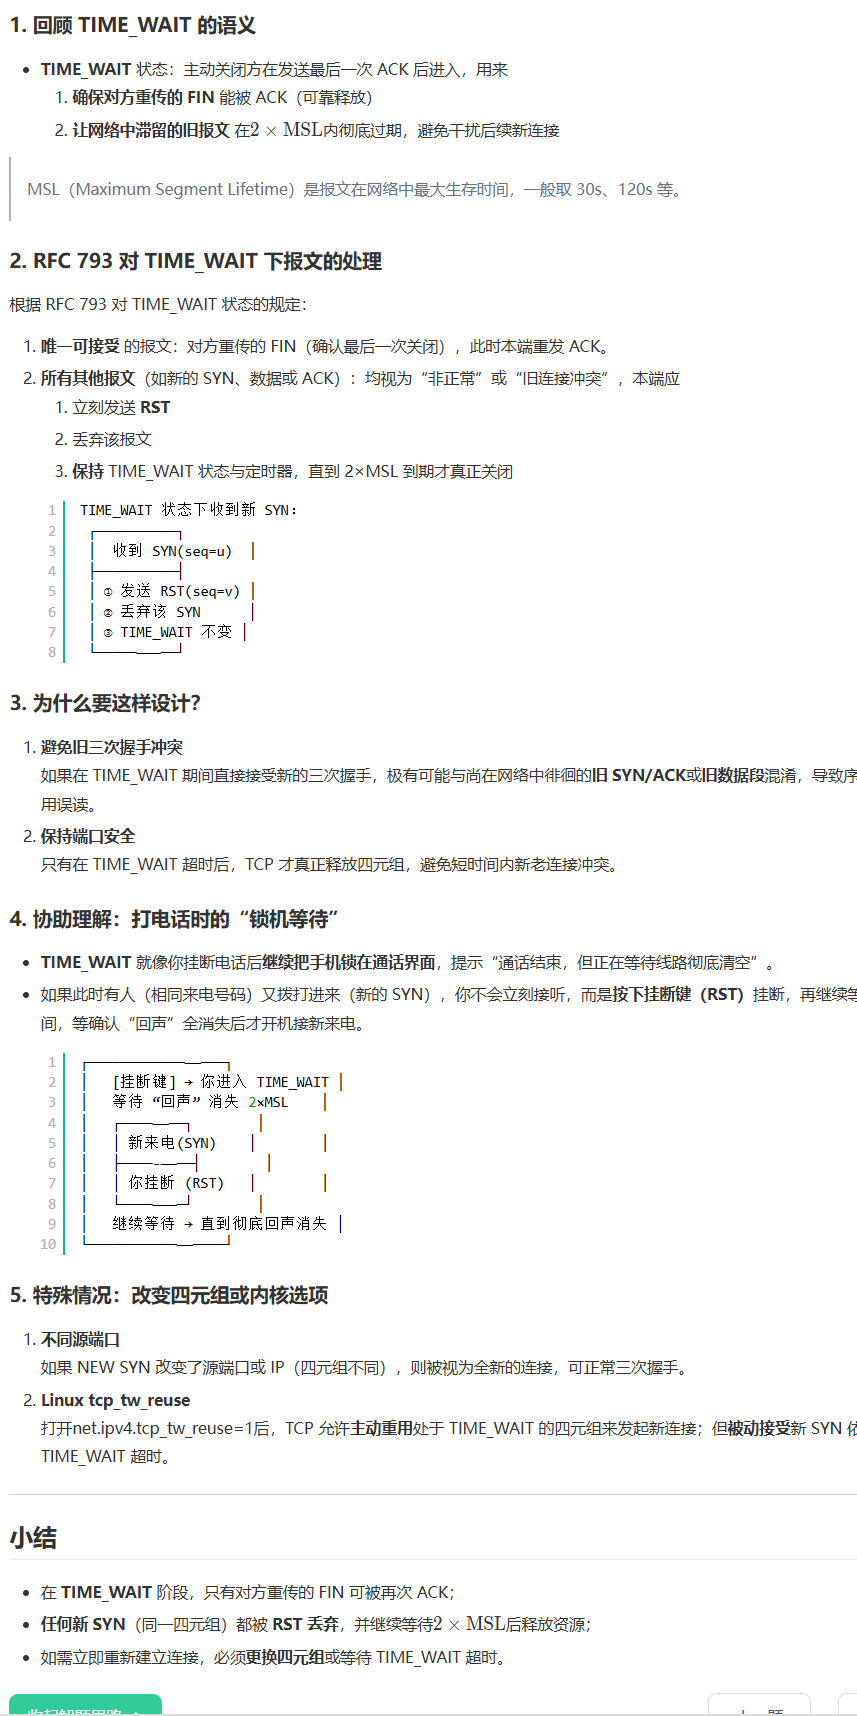 1. 回顾 TIME_WAIT 的语义
• TIME_WAIT 状态：主动关闭方在发送最后一次 ACK 后进入，用来
1. 确保对方重传的 FIN 能被 ACK（可靠释放）
2. 让网络中滞留的旧报文 在2 × MSL内彻底过期，避免干扰后续新连接
MSL（Maximum Segment Lifetime）是报文在网络中最大生存时间，一般取 30s、120s 等。
2. RFC 793 对 TIME_WAIT 下报文的处理
根据 RFC 793 对 TIME_WAIT 状态的规定：
1. 唯一可接受 的报文：对方重传的 FIN（确认最后一次关闭），此时本端重发 ACK。
2. 所有其他报文（如新的 SYN、数据或 ACK）：均视为“非正常”或“旧连接冲突”，本端应
1. 立刻发送 RST
2. 丢弃该报文
3. 保持 TIME_WAIT 状态与定时器，直到 2×MSL 到期才真正关闭
1 TIME_WAIT 状态下收到新 SYN：
2
3 收到 SYN(seq=u)
4
5 ① 发送 RST(seq=v)
6 ② 丢弃该 SYN
7 ③ TIME_WAIT 不变
8
3. 为什么要这样设计？
1. 避免旧三次握手冲突
如果在 TIME_WAIT 期间直接接受新的三次握手，极有可能与尚在网络中徘徊的旧 SYN/ACK或旧数据段混淆，导致序
用误读。
2. 保持端口安全
只有在 TIME_WAIT 超时后，TCP 才真正释放四元组，避免短时间内新老连接冲突。
4. 协助理解：打电话时的“锁机等待”
• TIME_WAIT 就像你挂断电话后继续把手机锁在通话界面，提示“通话结束，但正在等待线路彻底清空”。
• 如果此时有人（相同来电号码）又拨打进来（新的 SYN），你不会立刻接听，而是按下挂断键（RST）挂断，再继续等
间，等确认“回声”全消失后才开机接新来电。
1
2 [挂断键] → 你进入 TIME_WAIT
3 等待 “回声” 消失 2×MSL
4
5 新来电(SYN)
6
7 你挂断 (RST)
8
9 继续等待 → 直到彻底回声消失
10
5. 特殊情况：改变四元组或内核选项
1. 不同源端口
如果 NEW SYN 改变了源端口或 IP（四元组不同），则被视为全新的连接，可正常三次握手。
2. Linux tcp_tw_reuse
打开net.ipv4.tcp_tw_reuse=1后，TCP 允许主动重用处于 TIME_WAIT 的四元组来发起新连接；但被动接受新 SYN 依
TIME_WAIT 超时。
小结
• 在 TIME_WAIT 阶段，只有对方重传的 FIN 可被再次 ACK；
• 任何新 SYN（同一四元组）都被 RST 丢弃，并继续等待2 × MSL后释放资源；
• 如需立即重新建立连接，必须更换四元组或等待 TIME_WAIT 超时。